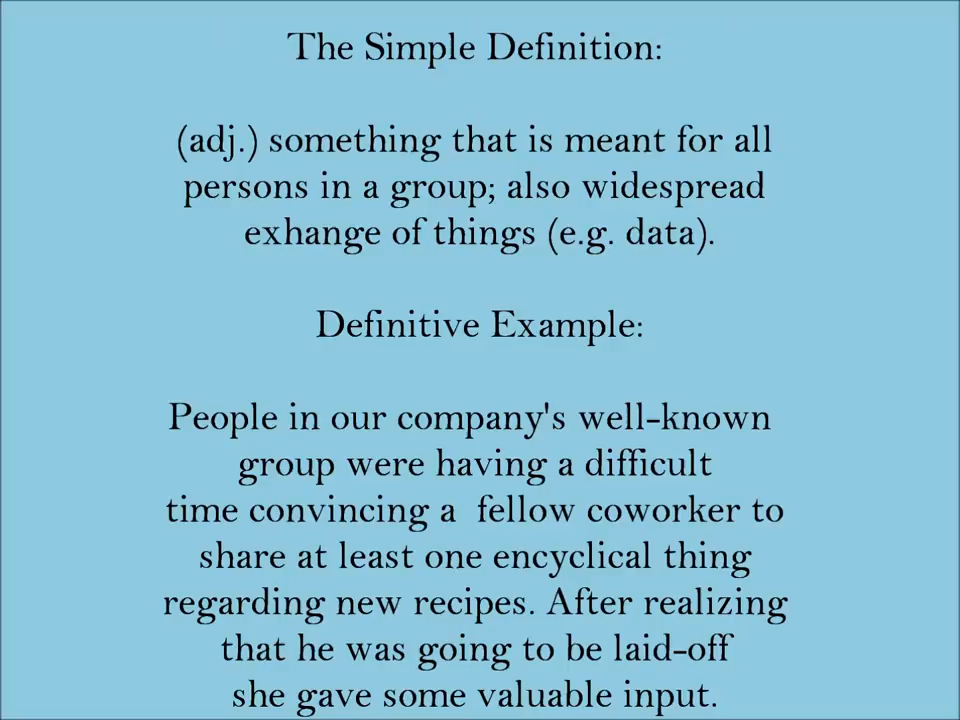 The Simple Definition:
(adj.) something that is meant for all
persons in a group; also widespread
exhange of things (e.g. data).
Definitive Example:
People in our company's well-known
group were having a difficult
time convincing a  fellow coworker to
share at least one encyclical thing
regarding new recipes. After realizing
that he was going to be laid-off
she gave some valuable input.